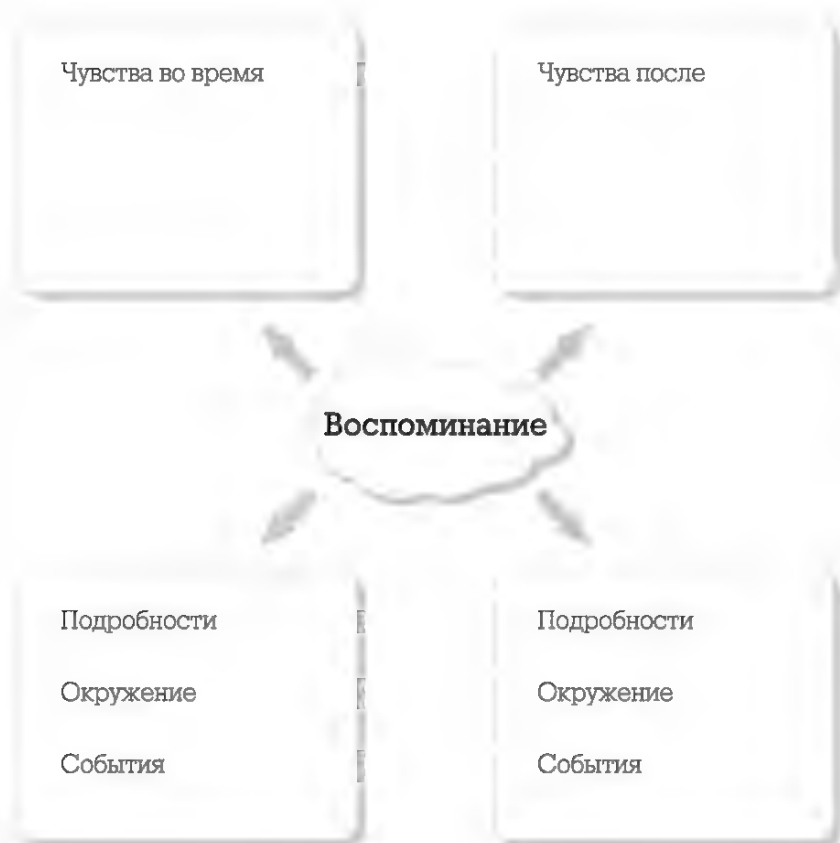 Чувства во время
Чувства после
Воспоминание
Подробности
Окружение
События
Подробности
Окружение
События